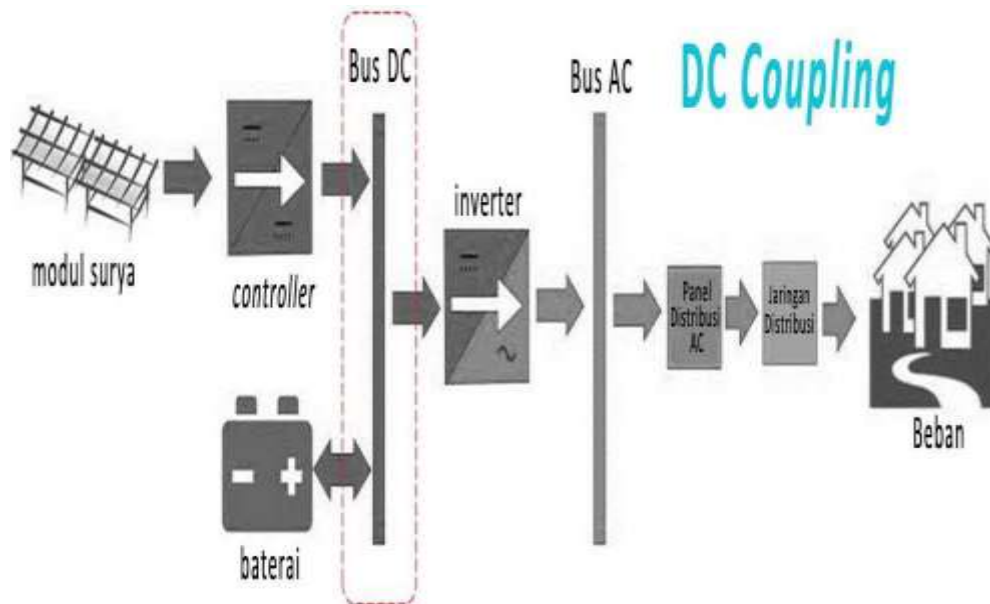 Bus DC
Bus AC
DC Coupling
modul surya
controller
inverter
Panel
Distribusi
AC
Jaringan
Distribusi
Beban
baterai